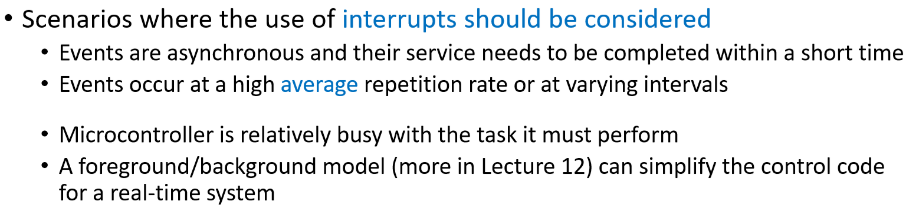 • Scenarios where the use of interrupts should be considered
• Events are asynchronous and their service needs to be completed within a short time
• Events occur at a high average repetition rate or at varying intervals
• Microcontroller is relatively busy with the task it must perform
• A foreground/background model (more in Lecture 12) can simplify the control code
for a real-time system